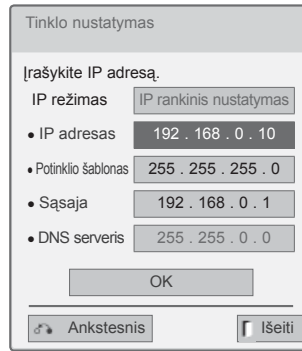 Tinklo nustatymas
Įrašykite IP adresą.
IP režimas IP rankinis nustatymas
• IP adresas 192 . 168 . 0 . 10
• Potinklio šablonas 255 . 255 . 255 . 0
• Sąsaja 192 . 168 . 0 . 1
• DNS serveris 255 . 255 . 0 . 0
OK
Ankstesnis Išeiti